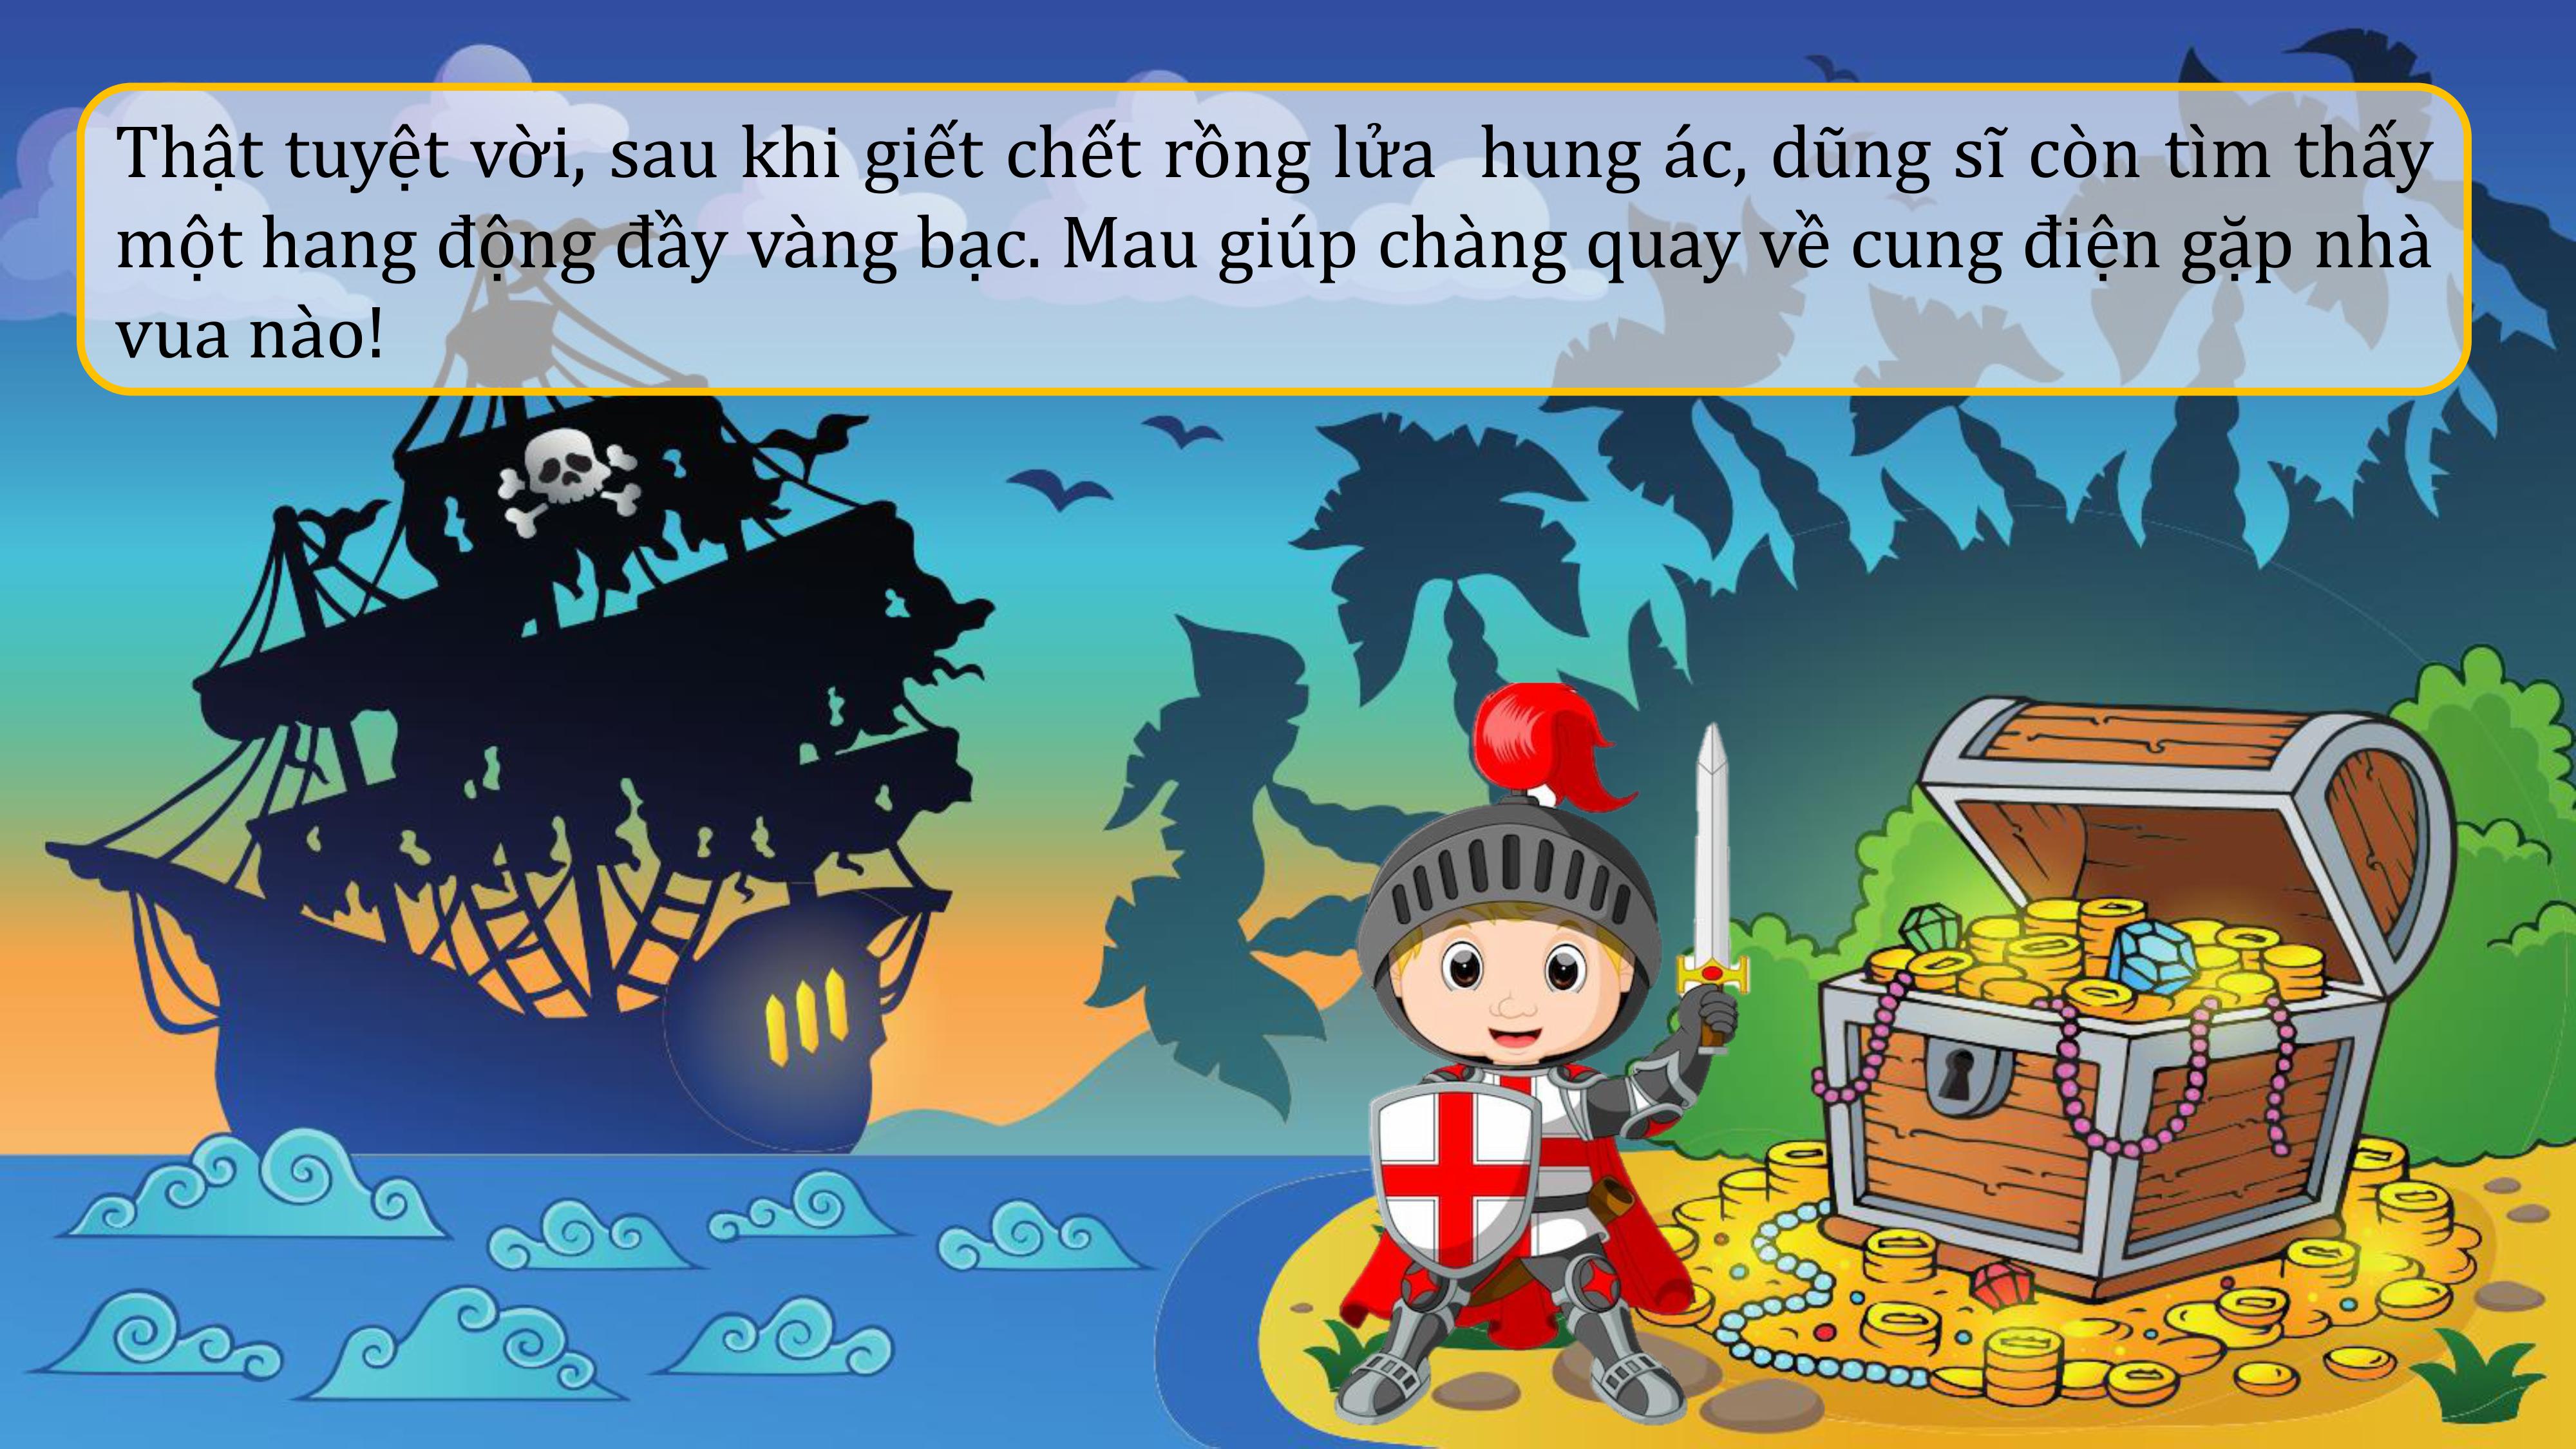 Thật tuyệt vời, sau khi giết chết rồng lửa  hung ác, dũng sĩ còn tìm thấy
một hang động đầy vàng bạc. Mau giúp chàng quay về cung điện gặp nhà
vua nào!